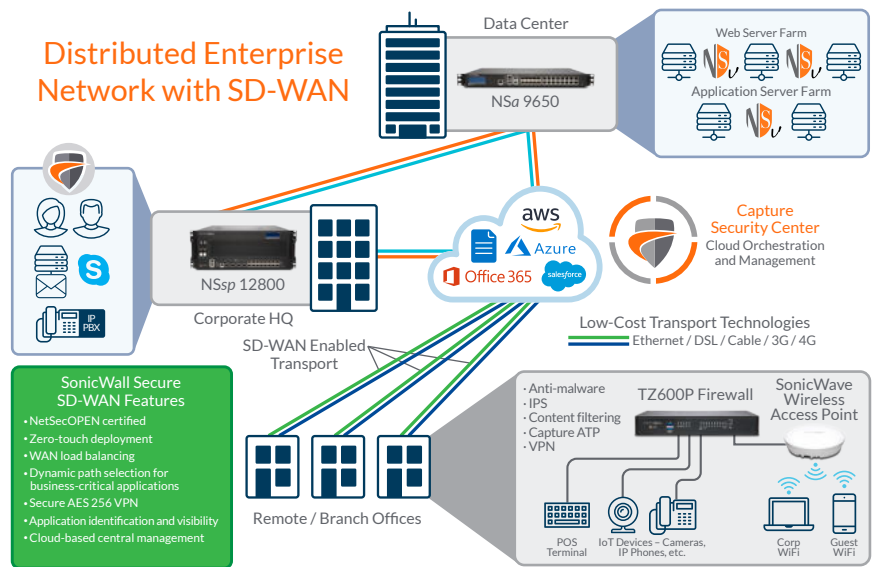 Distributed Enterprise
Network with SD-WAN
Data Center
NSa 9650
Web Server Farm
NSv
NSv
Application Server Farm
NSv
NSsp 12800
Corporate HQ
S
IP
PBX
aws
Azure
Office 365
salesforce
Capture
Security Center
Cloud Orchestration
and Management
SD-WAN Enabled
Transport
Low-Cost Transport Technologies
Ethernet / DSL / Cable / 3G / 4G
SonicWall Secure
SD-WAN Features
• NetSecOPEN certified
• Zero-touch deployment
• WAN load balancing
• Dynamic path selection for
business-critical applications
• Secure AES 256 VPN
• Application identification and visibility
• Cloud-based central management
Remote / Branch Offices
· Anti-malware
· IPS
· Content filtering
· Capture ATP
· VPN
TZ600P Firewall
SonicWave
Wireless
Access Point
POS
Terminal
IoT Devices – Cameras,
IP Phones, etc.
Corp
WiFi
Guest
WiFi